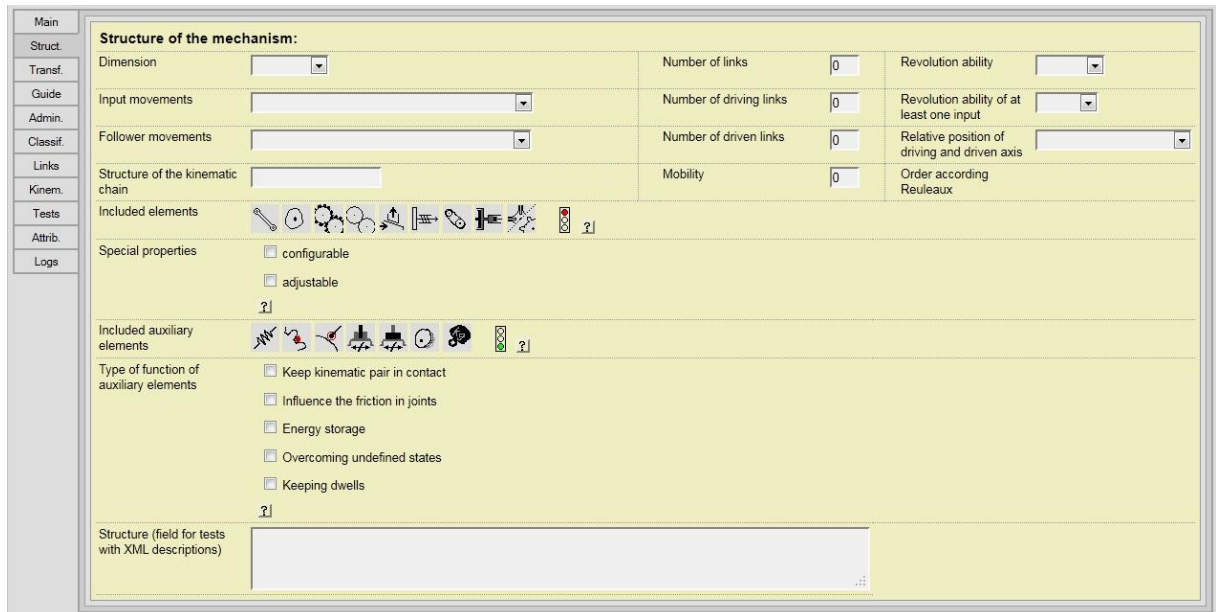 Main
Struct.
Transf.
Guide
Admin.
Classif.
Links
Kinem.
Tests
Attrib.
Logs
Structure of the mechanism:
Dimension
Number of links
0
Revolution ability
Input movements
Number of driving links
0
Revolution ability of at
least one input
Follower movements
Number of driven links
0
Relative position of
driving and driven axis
Structure of the kinematic
chain
Mobility
0
Order according
Reuleaux
Included elements
?
Special properties
configurable
adjustable
?
Included auxiliary
elements
?
Type of function of
auxiliary elements
Keep kinematic pair in contact
Influence the friction in joints
Energy storage
Overcoming undefined states
Keeping dwells
?
Structure (field for tests
with XML descriptions)